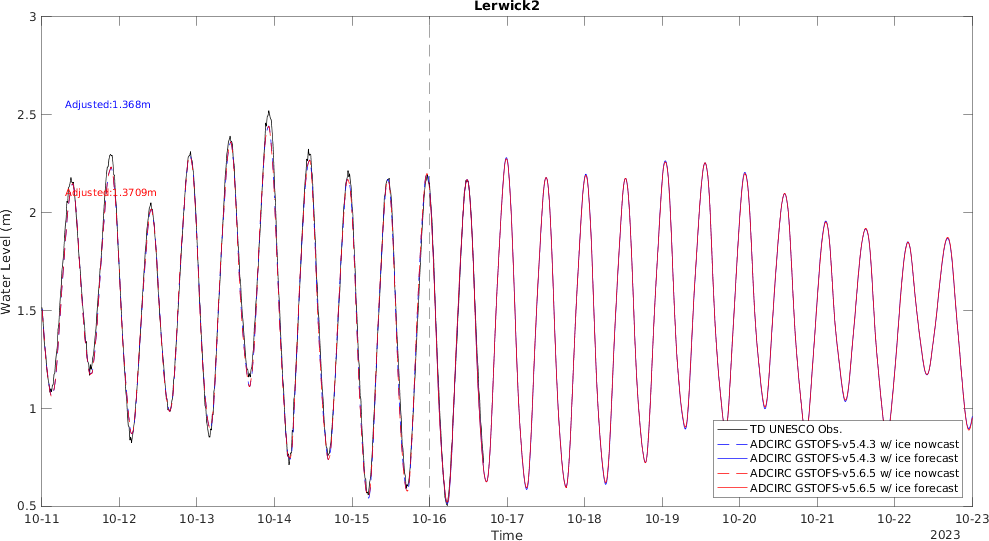 Lerwick2
3
2.5
2
1.5
1
0.5
Water Level (m)
Adjusted:1.368m
Adjusted:1.3709m
TD UNESCO Obs.
ADCIRC GSTOFS-v5.4.3 w/ ice nowcast
ADCIRC GSTOFS-v5.4.3 w/ ice forecast
ADCIRC GSTOFS-v5.6.5 w/ ice nowcast
ADCIRC GSTOFS-v5.6.5 w/ ice forecast
10-11 10-12 10-13 10-14 10-15 10-16 10-17 10-18 10-19 10-20 10-21 10-22 10-23
Time
2023